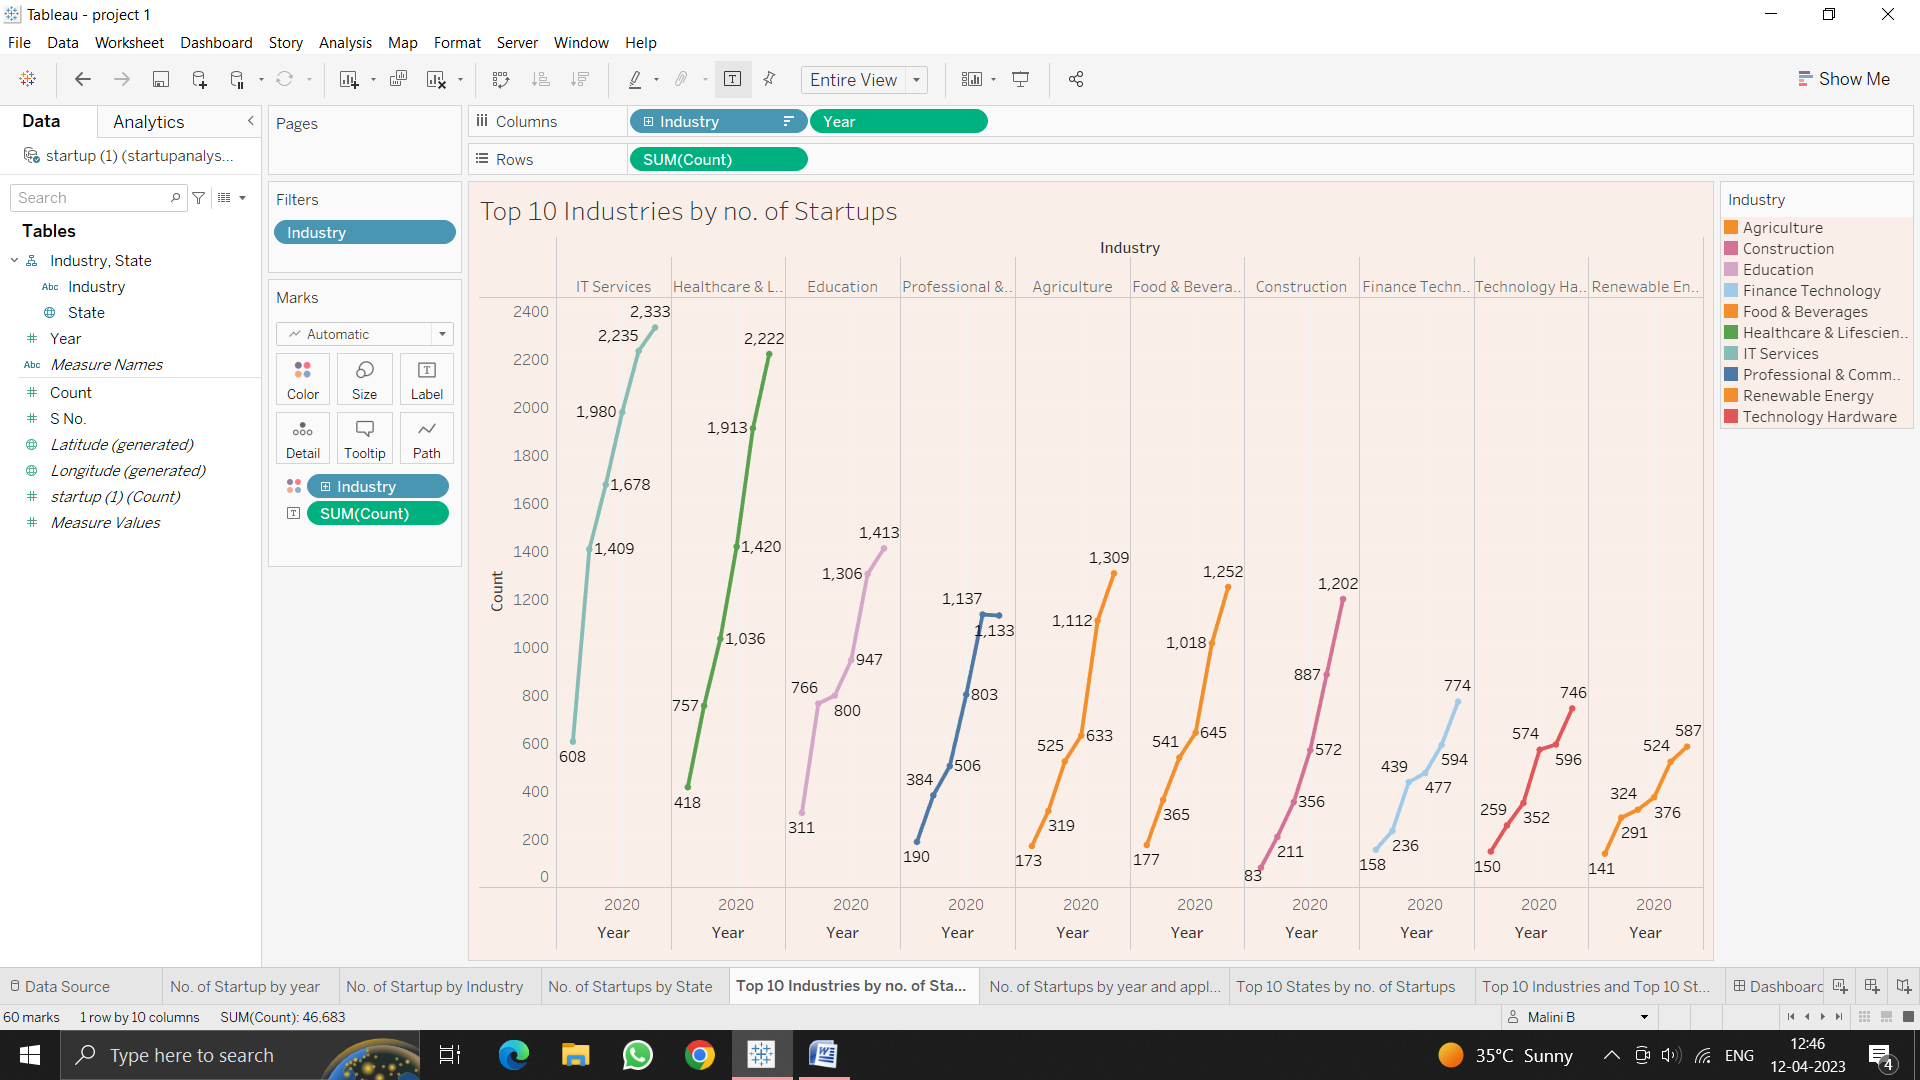 Tableau - project 1
File Data Worksheet Dashboard Story Analysis Map Format Server Window Help
Entire View
Show Me
Data Analytics
startup (1) (startupanalys...
Search
Tables
Industry, State
Abc Industry
State
Year
Abc Measure Names
Count
S No.
Latitude (generated)
Longitude (generated)
startup (1) (Count)
Measure Values
Pages
Filters
Industry
Marks
Automatic
Color Size Label
Detail Tooltip Path
Industry
SUM(Count)
Columns Industry Year
Rows SUM(Count)
Top 10 Industries by no. of Startups
Industry
IT Services Healthcare & L.. Education Professional &.. Agriculture Food & Bevera.. Construction Finance Techn.. Technology Ha.. Renewable En..
Count
2400
2200
2000
1800
1600
1400
1200
1000
800
600
400
200
0
608 1,409 1,678 1,980 2,235 2,333
418 757 1,036 1,420 1,913 2,222
311 766 800 947 1,306 1,413
190 384 506 803 1,137 1,133
173 319 525 633 1,112 1,309
177 365 541 645 1,018 1,252
83 211 356 572 887 1,202
158 236 439 477 594 774
150 259 352 574 596 746
141 291 324 376 524 587
2020 2020 2020 2020 2020 2020 2020 2020 2020 2020
Year Year Year Year Year Year Year Year Year Year
Industry
Agriculture
Construction
Education
Finance Technology
Food & Beverages
Healthcare & Lifescien..
IT Services
Professional & Comm..
Renewable Energy
Technology Hardware
Data Source No. of Startup by year No. of Startup by Industry No. of Startups by State Top 10 Industries by no. of Sta... No. of Startups by year and appl... Top 10 States by no. of Startups Top 10 Industries and Top 10 St... Dashboard
60 marks 1 row by 10 columns SUM(Count): 46,683 Malini B
Type here to search
35°C Sunny
ENG
12:46
12-04-2023
4